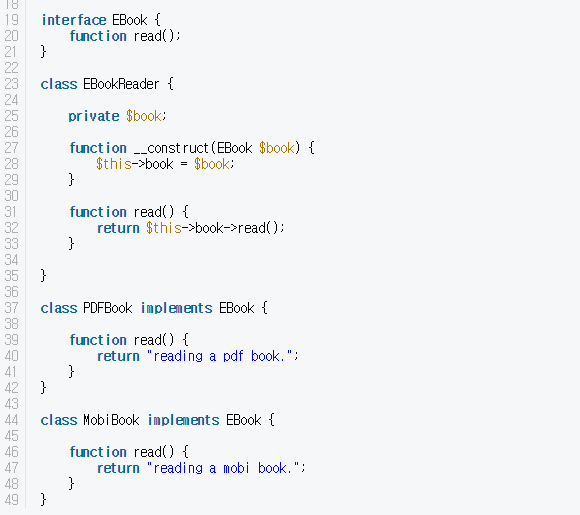 18
19 interface EBook {
20     function read();
21 }
22
23 class EBookReader {
24
25     private $book;
26
27     function __construct(EBook $book) {
28         $this->book = $book;
29     }
30
31     function read() {
32         return $this->book->read();
33     }
34
35 }
36
37 class PDFBook implements EBook {
38
39     function read() {
40         return "reading a pdf book.";
41     }
42 }
43
44 class MobiBook implements EBook {
45
46     function read() {
47         return "reading a mobi book.";
48     }
49 }